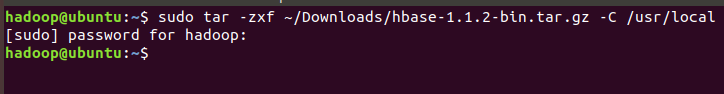 hadoop@ubuntu:~$ sudo tar -zxf ~/Downloads/hbase-1.1.2-bin.tar.gz -C /usr/local
[sudo] password for hadoop:
hadoop@ubuntu:~$